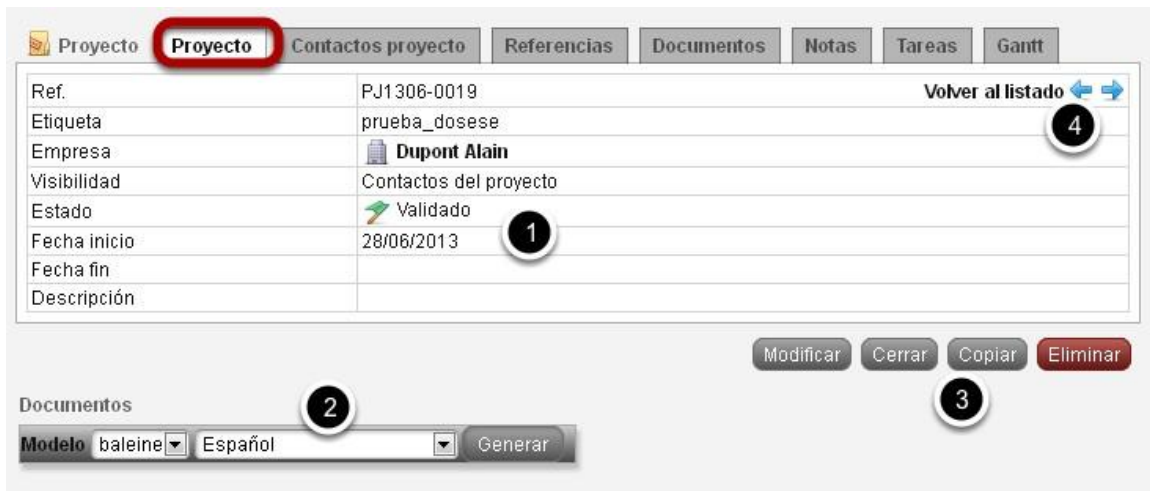 Proyecto Proyecto Contactos proyecto Referencias Documentos Notas Tareas Gantt
Ref. PJ1306-0019 Volver al listado
Etiqueta prueba_dosese 4
Empresa Dupont Alain
Visibilidad Contactos del proyecto
Estado Validado
1
Fecha inicio 28/06/2013
Fecha fin
Descripción
Modificar Cerrar Copiar Eliminar
3
Documentos 2
Modelo baleine Español Generar